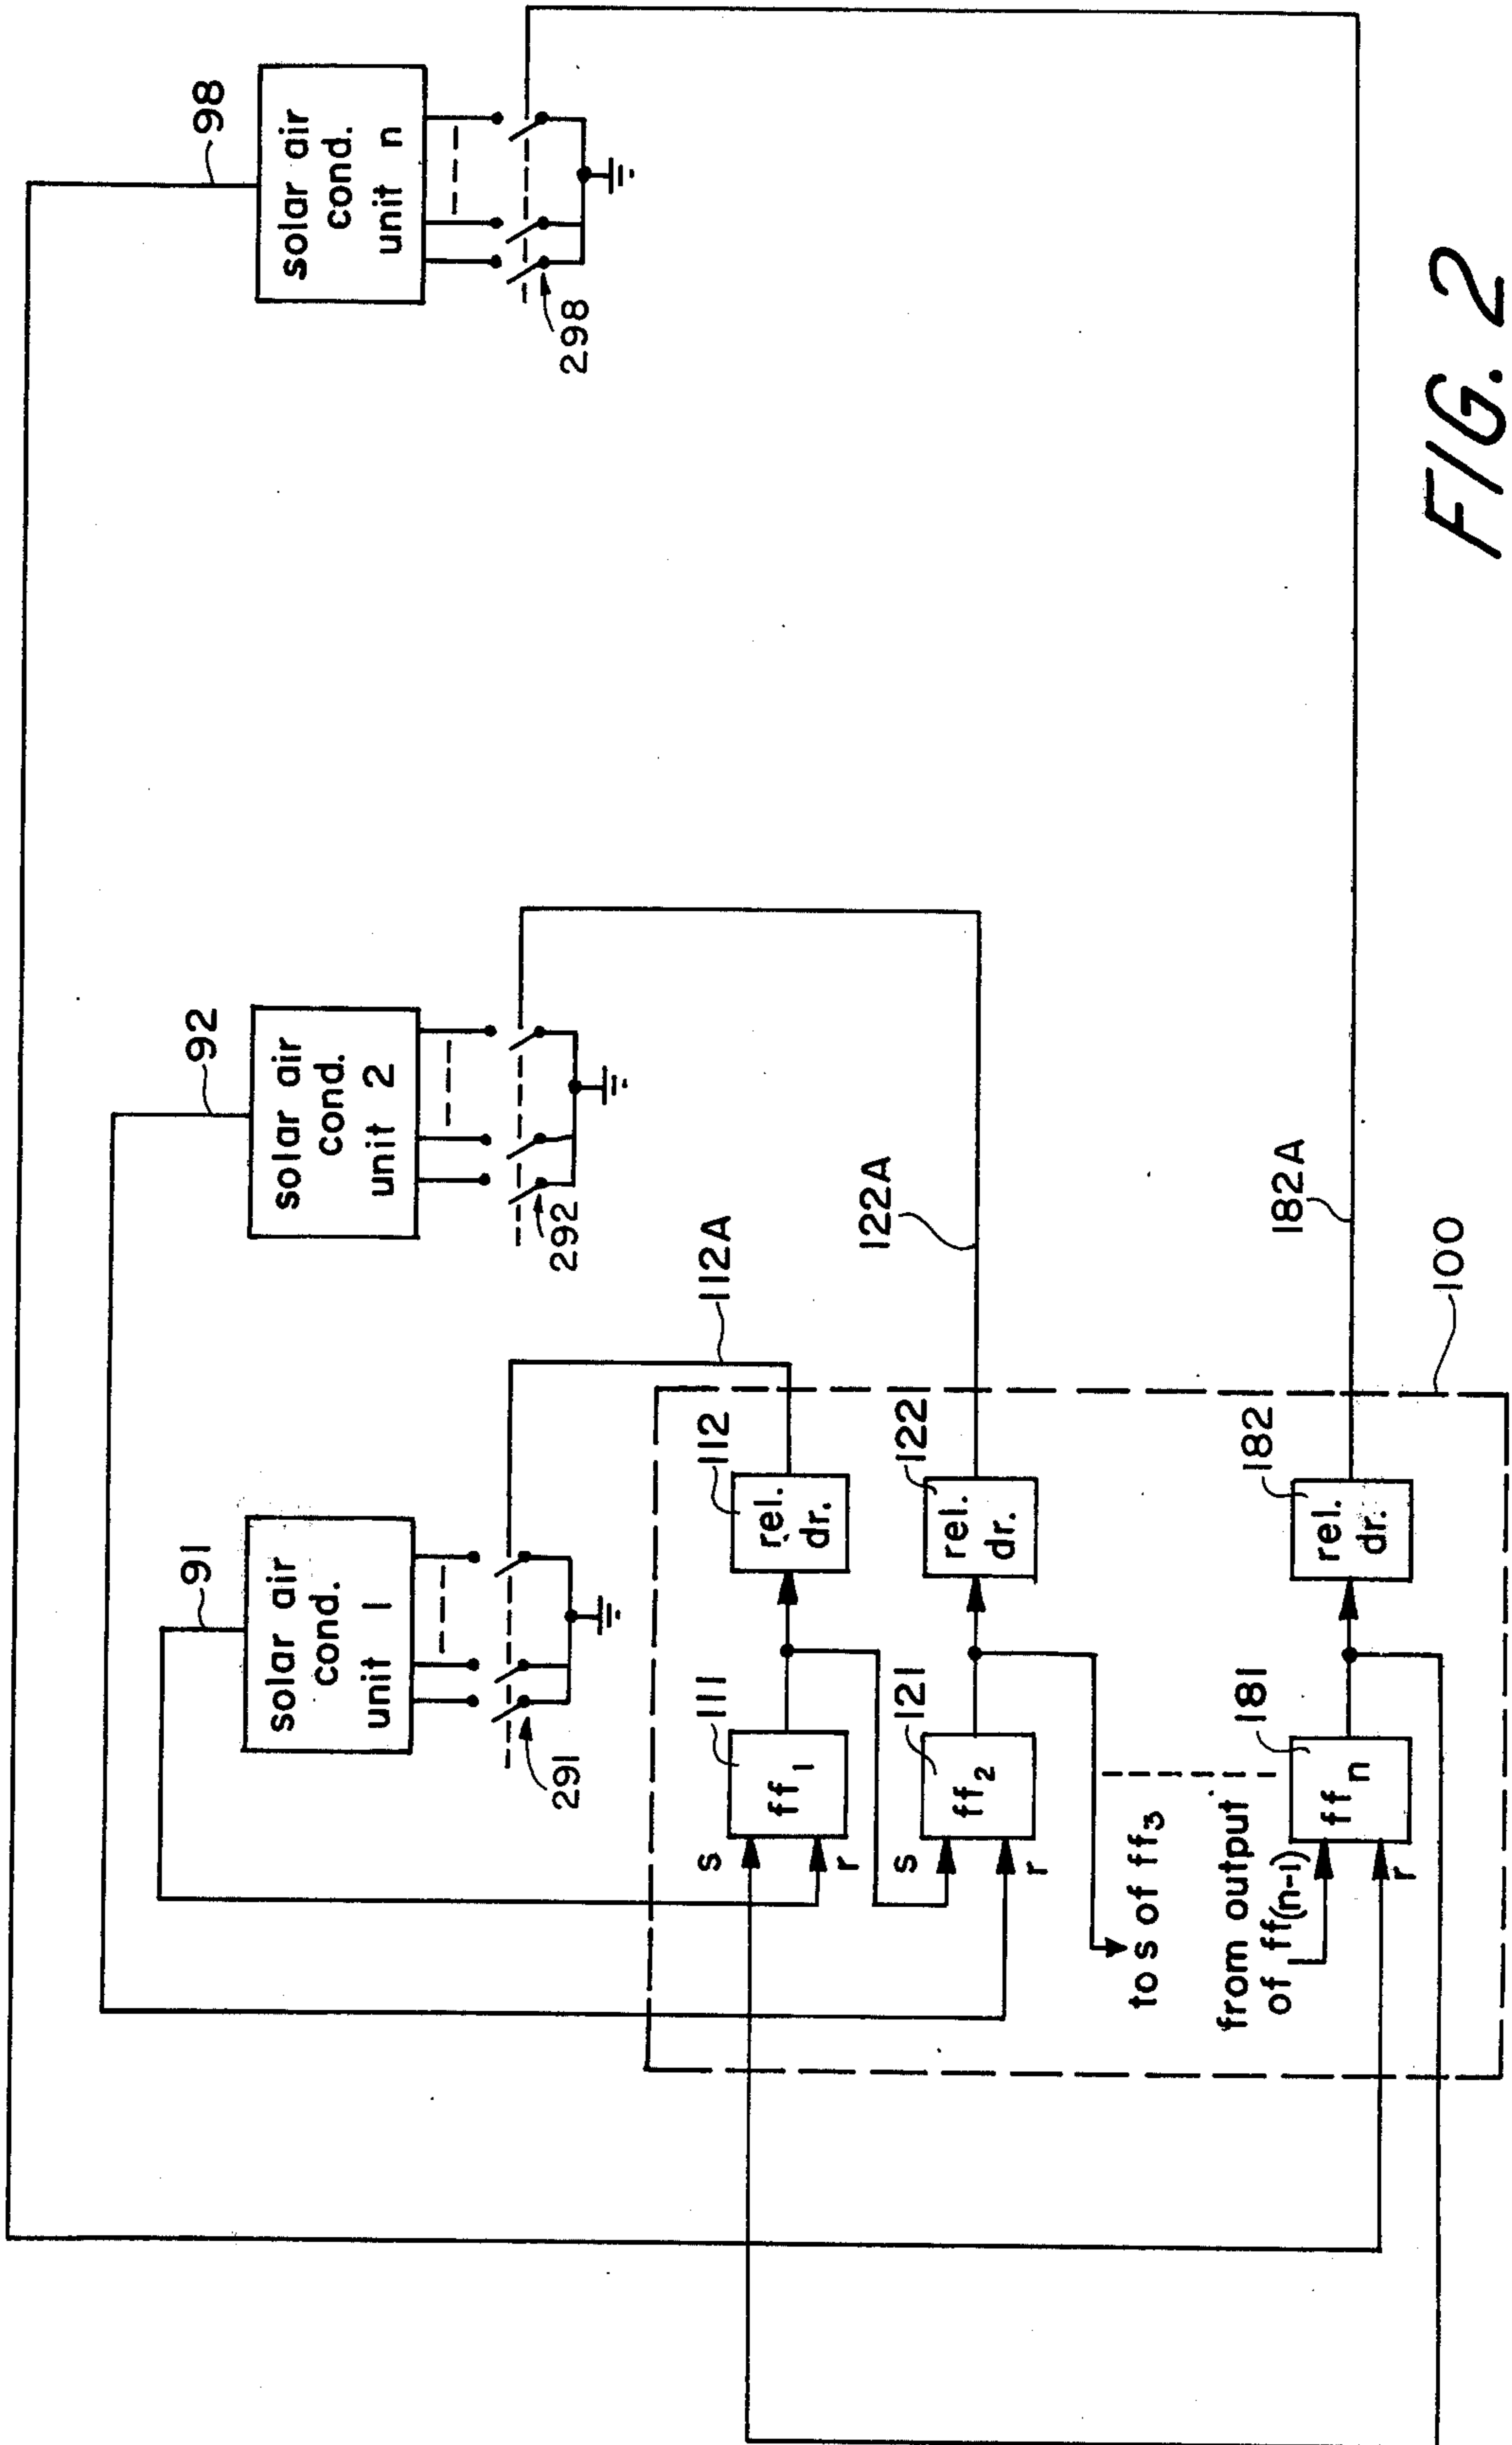 91
solar air
cond.
unit 1
291
92
solar air
cond.
unit 2
292
98
solar air
cond.
unit n
298
112A
122A
182A
100
s
r
111
ff1
112
rel.
dr.
s
r
121
ff2
122
rel.
dr.
to s of ff3
from output
of ff(n-1)
r
181
ff n
182
rel.
dr.
FIG. 2